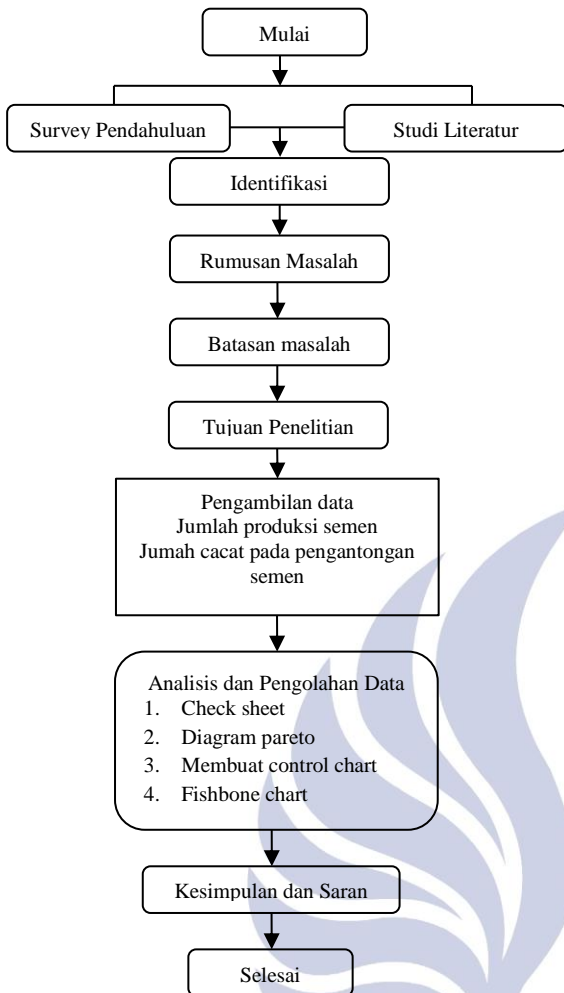 Mulai
Survey Pendahuluan
Studi Literatur
Identifikasi
Rumusan Masalah
Batasan masalah
Tujuan Penelitian
Pengambilan data
Jumlah produksi semen
Jumah cacat pada pengantongan
semen
Analisis dan Pengolahan Data
1. Check sheet
2. Diagram pareto
3. Membuat control chart
4. Fishbone chart
Kesimpulan dan Saran
Selesai